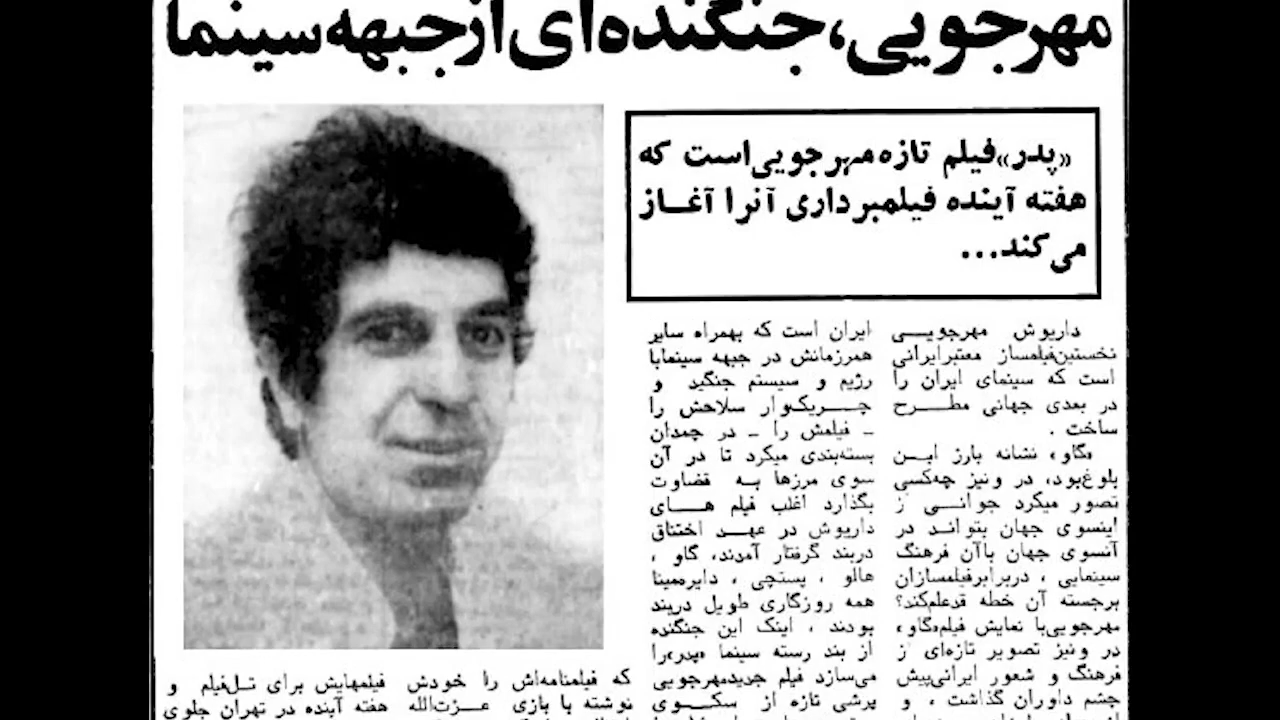 مهرجویی، جنگنده‌ای از جبهه سینما
«پدر» فیلم تازه مهرجویی است که
هفته آینده فیلمبرداری آنرا آغاز
می‌کند...
داریوش مهرجویی
نخستین فیلمساز معتبر ایرانی
است که سینمای ایران را
در بعدی جهانی مطرح
ساخت .
«گاو» نشانه بارز این
بلوغ بود، در ونیز چه‌کسی
تصور میکرد جوانی ز
اینسوی جهان بتواند در
آنسوی جهان باآن فرهنگ
سینمایی ، دربرابر فیلمسازان
برجسته آن خطه قدعلم‌کند؟
مهرجویی با نمایش فیلم«گاو»
در ونیز تصویر تازه‌ای ز
فرهنگ و شعور ایرانی پیش
چشم داوران گذاشت ، و
ایران است که بهمراه سایر
همرزمانش در جبهه سینما با
رژیم و سیستم جنگید و
چریک‌وار سلاحش را
ـ فیلمش را ـ در چمدان
بسته‌بندی میکرد تا در آن
سوی مرزها به قضاوت
بگذارد اغلب فیلم های
داریوش در عهد اختناق
دربند گرفتار آمدند، گاو ،
هالو ، پستچی ، دایره‌مینا
همه روزگاری طویل دربند
بودند ، اینک این جنگنده
از بند رسته سینما «پدر»را
می‌سازد فیلم جدید مهرجویی
پرشی تازه از سکوی
که فیلمنامه‌اش را خودش
نوشته با بازی عزت‌الله
فیلمهایش برای تل‌فیلم و
هفته آینده در تهران جلوی